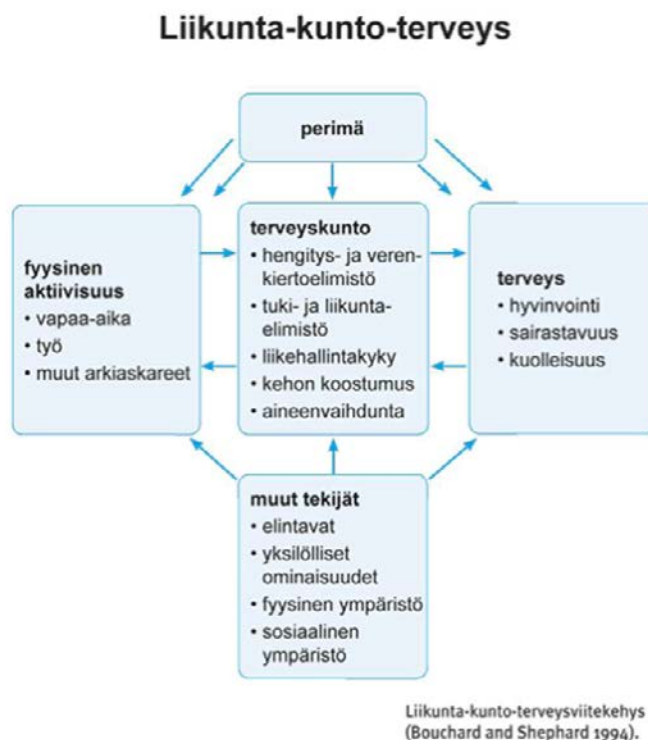 Liikunta-kunto-terveys
perimä
fyysinen
aktiivisuus
• vapaa-aika
• työ
• muut arkiaskareet
terveyskunto
• hengitys- ja veren-
kiertoelimistö
• tuki- ja liikunta-
elimistö
• liikehallintakyky
• kehon koostumus
• aineenvaihdunta
terveys
• hyvinvointi
• sairastavuus
• kuolleisuus
muut tekijät
• elintavat
• yksilölliset
ominaisuudet
• fyysinen ympäristö
• sosiaalinen
ympäristö
Liikunta-kunto-terveysviitekehys
(Bouchard and Shephard 1994).